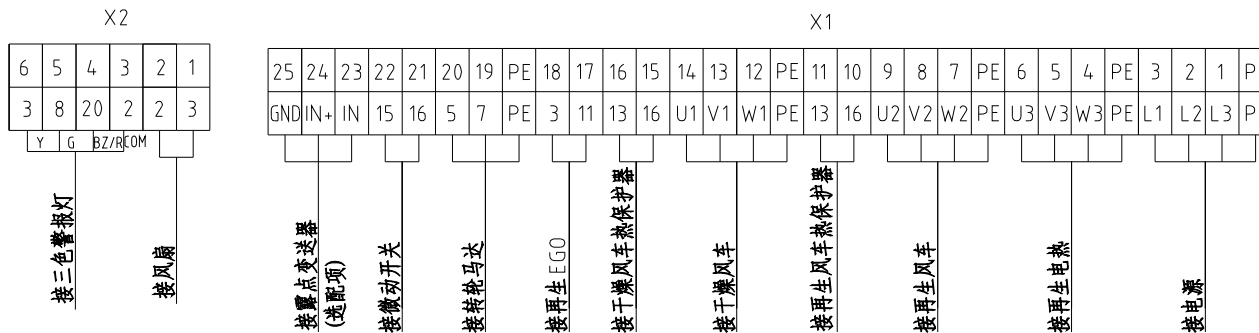 X2
X1
6 5 4 3 2 1
3 8 20 2 2 3
Y G BZ/R COM
接三色警报灯
接风扇
25 24 23 22 21 20 19 PE 18 17 16 15 14 13 12 PE 11 10 9 8 7 PE 6 5 4 PE 3 2 1 P
GND IN+ IN 15 16 5 7 PE 3 11 13 16 U1 V1 W1 PE 13 16 U2 V2 W2 PE U3 V3 W3 PE L1 L2 L3 P
接露点变送器
(选配项)
接微动开关
接转轮马达
接再生EGO
接干燥风车热保护器
接干燥风车
接再生风车热保护器
接再生风车
接再生电热
接电源